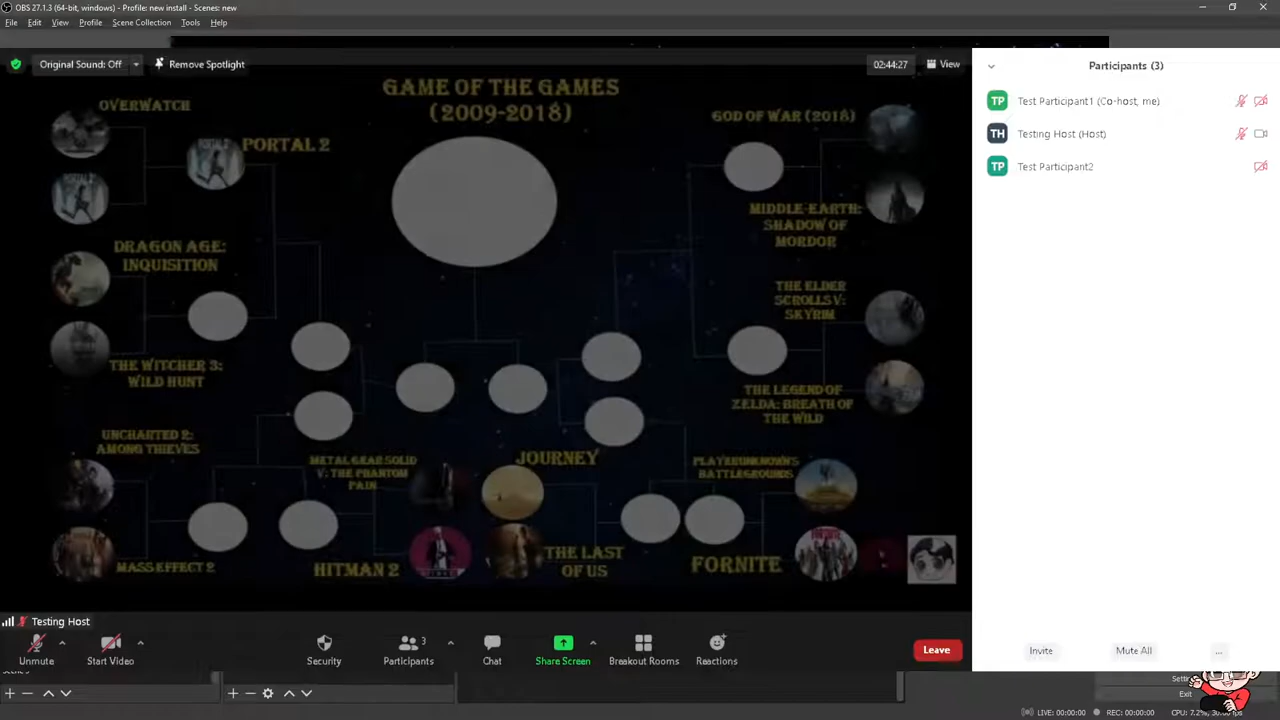 OBS 27.1.3 (64-bit, windows) - Profile: new install - Scenes: new
File Edit View Profile Scene Collection Tools Help
Original Sound: Off
Remove Spotlight
02:44:27
View
Participants (3)
GAME OF THE GAMES
(2009-2018)
OVERWATCH
PORTAL 2
GOD OF WAR (2018)
DRAGON AGE:
INQUISITION
MIDDLE-EARTH:
SHADOW OF
MORDOR
THE ELDER
SCROLLS V:
SKYRIM
THE WITCHER 3:
WILD HUNT
THE LEGEND OF
ZELDA: BREATH OF
THE WILD
UNCHARTED 2:
AMONG THIEVES
METAL GEAR SOLID
V: THE PHANTOM
PAIN
JOURNEY
PLAYERUNKNOWN'S
BATTLEGROUNDS
MASS EFFECT 2
HITMAN 2
THE LAST
OF US
FORNITE
TP Test Participant1 (Co-host, me)
TH Testing Host (Host)
TP Test Participant2
Testing Host
Unmute
Start Video
Security
Participants 3
Chat
Share Screen
Breakout Rooms
Reactions
Leave
Invite
Mute All
...
Exit
LIVE: 00:00:00
REC: 00:00:00